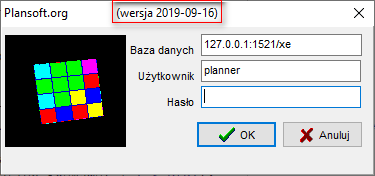 Plansoft.org (wersja 2019-09-16)
Baza danych 127.0.0.1:1521/xe
Użytkownik planner
Hasło
OK Anuluj